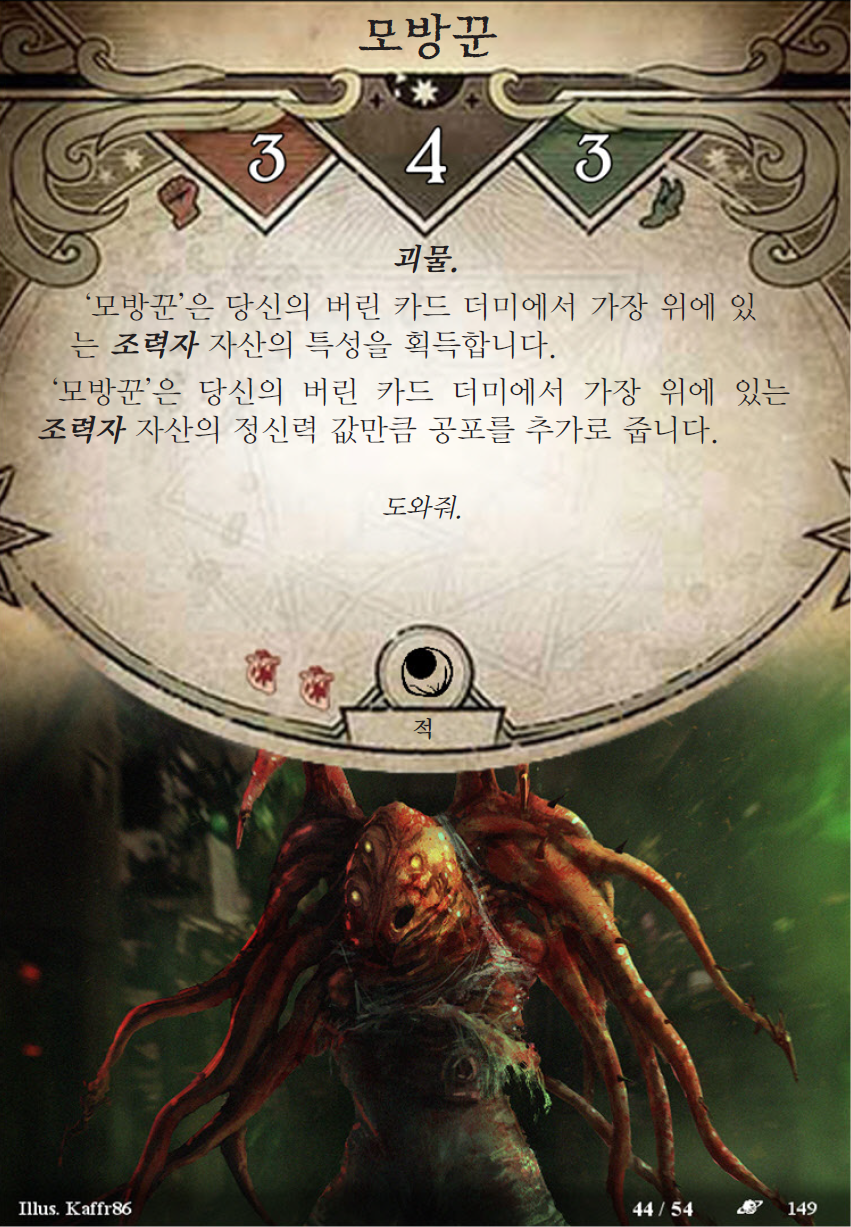 모방꾼
3 4 3
괴물.
‘모방꾼’은 당신의 버린 카드 더미에서 가장 위에 있
는 조력자 자산의 특성을 획득합니다.
‘모방꾼’은 당신의 버린 카드 더미에서 가장 위에 있는
조력자 자산의 정신력 값만큼 공포를 추가로 줍니다.
도와줘.
적
Illus. Kaffr86 44 / 54 149